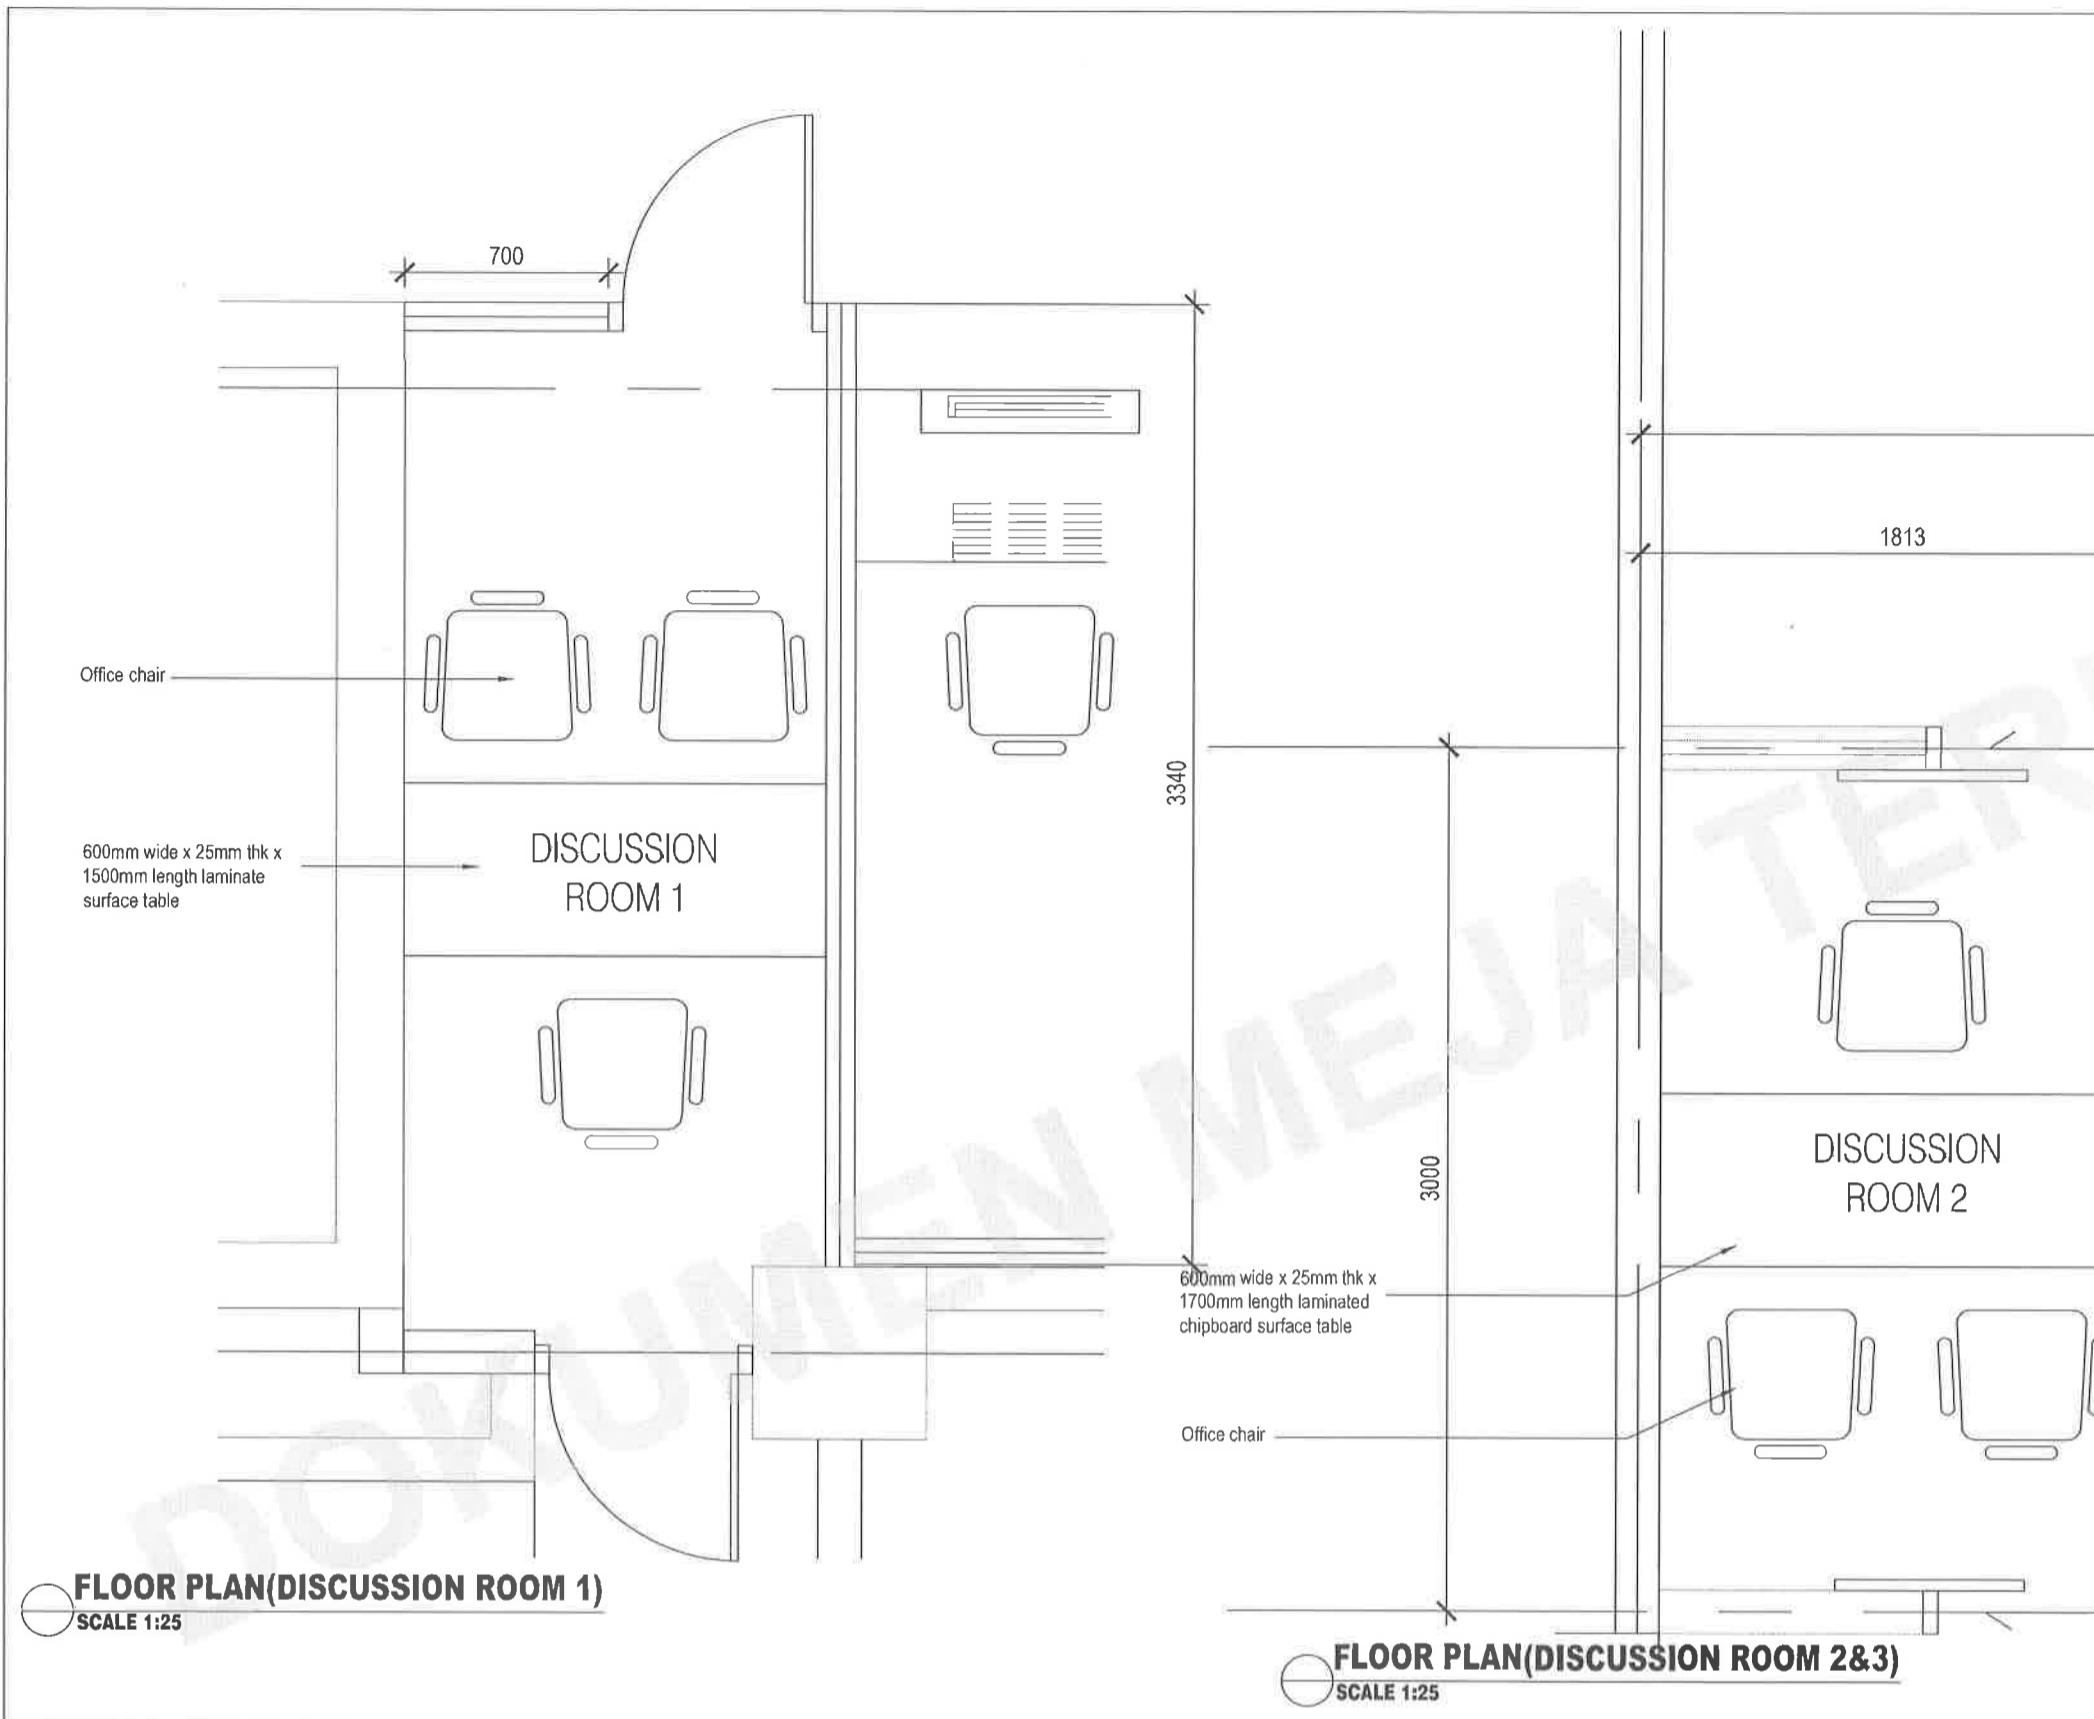 700
Office chair
600mm wide x 25mm thk x
1500mm length laminate
surface table
DISCUSSION
ROOM 1
3340
FLOOR PLAN(DISCUSSION ROOM 1)
SCALE 1:25
1813
3000
DISCUSSION
ROOM 2
600mm wide x 25mm thk x
1700mm length laminated
chipboard surface table
Office chair
FLOOR PLAN(DISCUSSION ROOM 2&3)
SCALE 1:25
DOKUMEN MEJA TER